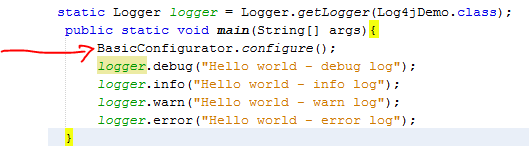 static Logger logger = Logger.getLogger(Log4jDemo.class);
public static void main(String[] args){
BasicConfigurator.configure();
logger.debug("Hello world - debug log");
logger.info("Hello world - info log");
logger.warn("Hello world - warn log");
logger.error("Hello world - error log");
}